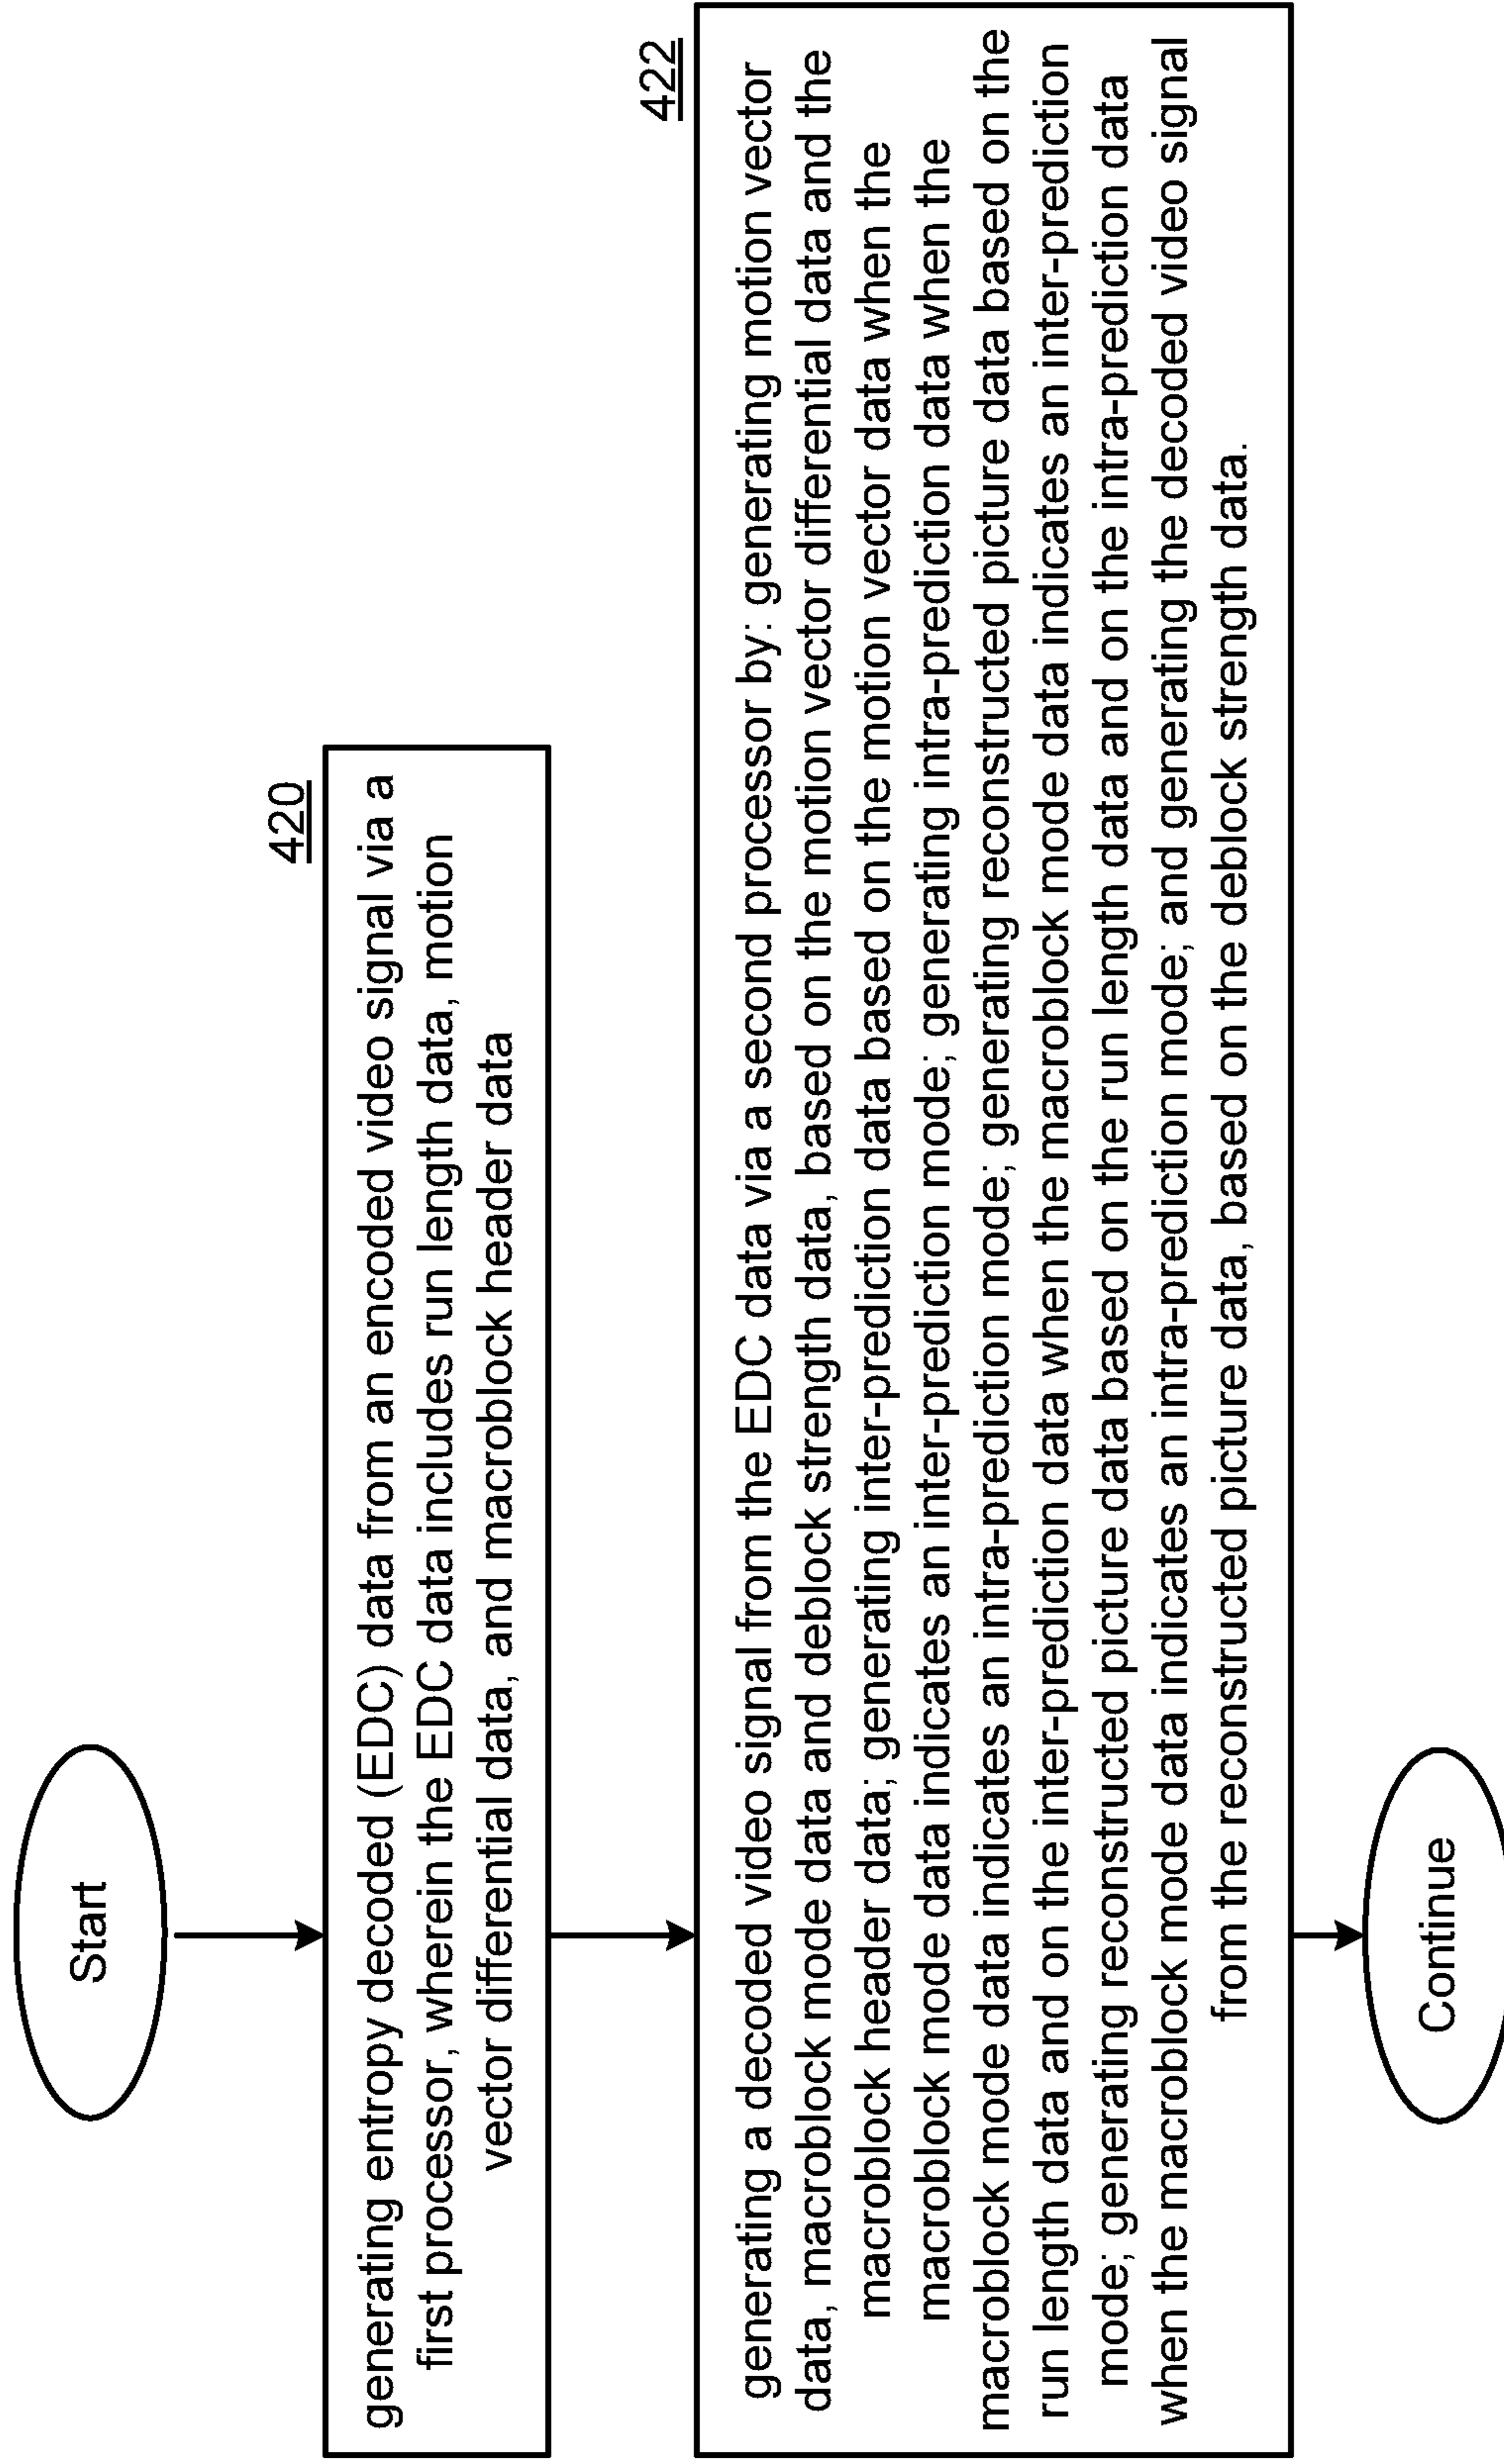 Start
420
generating entropy decoded (EDC) data from an encoded video signal via a
first processor, wherein the EDC data includes run length data, motion
vector differential data, and macroblock header data
422
generating a decoded video signal from the EDC data via a second processor by: generating motion vector
data, macroblock mode data and deblock strength data, based on the motion vector differential data and the
macroblock header data; generating inter-prediction data based on the motion vector data when the
macroblock mode data indicates an inter-prediction mode; generating intra-prediction data when the
macroblock mode data indicates an intra-prediction mode; generating reconstructed picture data based on the
run length data and on the inter-prediction data when the macroblock mode data indicates an inter-prediction
mode; generating reconstructed picture data based on the run length data and on the intra-prediction data
when the macroblock mode data indicates an intra-prediction mode; and generating the decoded video signal
from the reconstructed picture data, based on the deblock strength data.
Continue